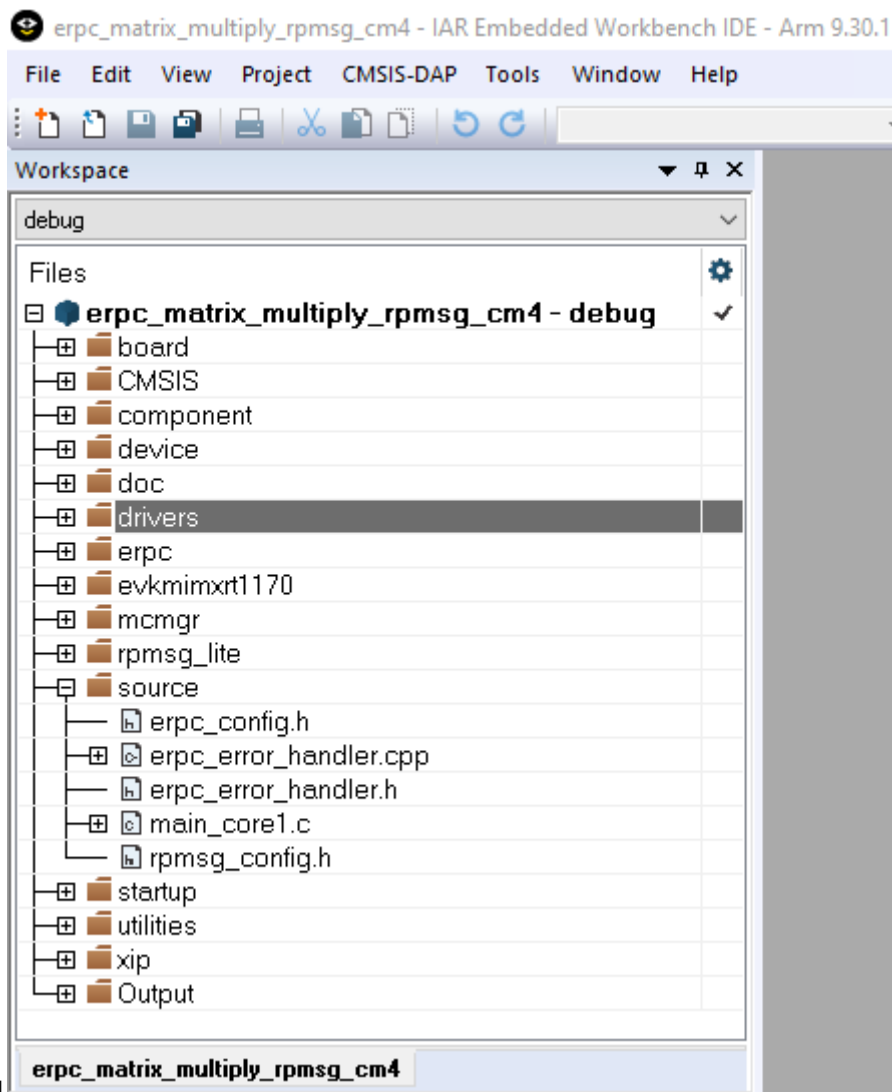 erpc_matrix_multiply_rpmsg_cm4 - IAR Embedded Workbench IDE - Arm 9.30.1
File Edit View Project CMSIS-DAP Tools Window Help
Workspace
debug
Files
erpc_matrix_multiply_rpmsg_cm4 - debug
board
CMSIS
component
device
doc
drivers
erpc
evkmimxrt1170
mcmgr
rpmsg_lite
source
erpc_config.h
erpc_error_handler.cpp
erpc_error_handler.h
main_core1.c
rpmsg_config.h
startup
utilities
xip
Output
erpc_matrix_multiply_rpmsg_cm4